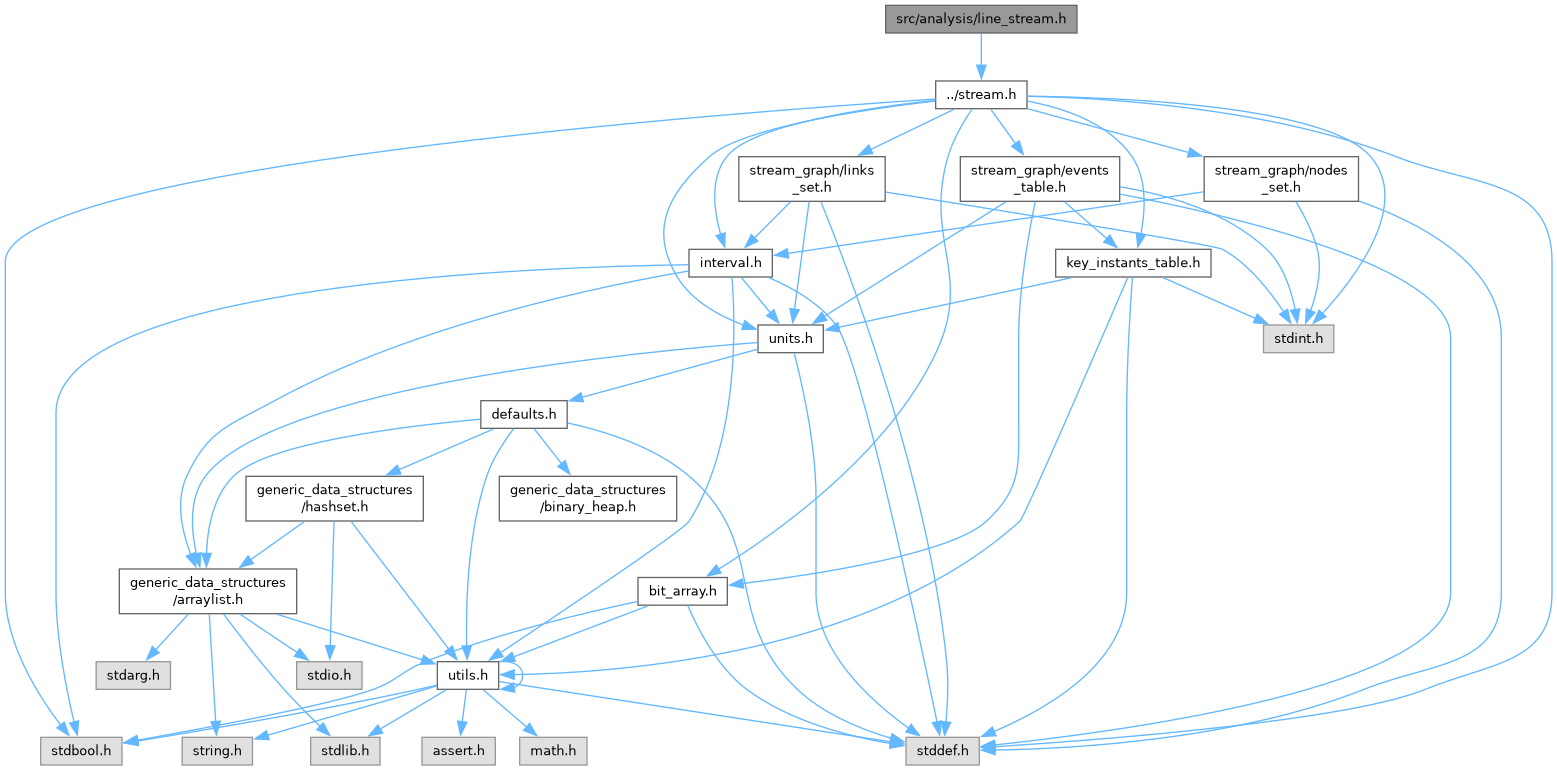 src/analysis/line_stream.h
../stream.h
stream_graph/links
_set.h
stream_graph/events
_table.h
stream_graph/nodes
_set.h
interval.h
key_instants_table.h
units.h
stdint.h
defaults.h
generic_data_structures
/hashset.h
generic_data_structures
/binary_heap.h
generic_data_structures
/arraylist.h
bit_array.h
stdarg.h
stdio.h
utils.h
stdbool.h
string.h
stdlib.h
assert.h
math.h
stddef.h